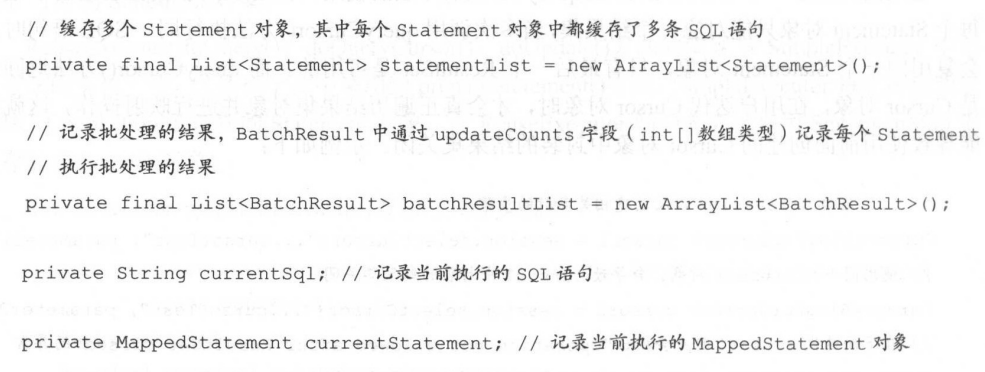 // 缓存多个 Statement 对象，其中每个 Statement 对象中都缓存了多条 SQL 语句
private final List<Statement> statementList = new ArrayList<Statement>();
// 记录批处理的结果，BatchResult 中通过 updateCounts 字段（int[]数组类型）记录每个 Statement
// 执行批处理的结果
private final List<BatchResult> batchResultList = new ArrayList<BatchResult>();
private String currentSql; // 记录当前执行的 SQL 语句
private MappedStatement currentStatement; // 记录当前执行的 MappedStatement 对象